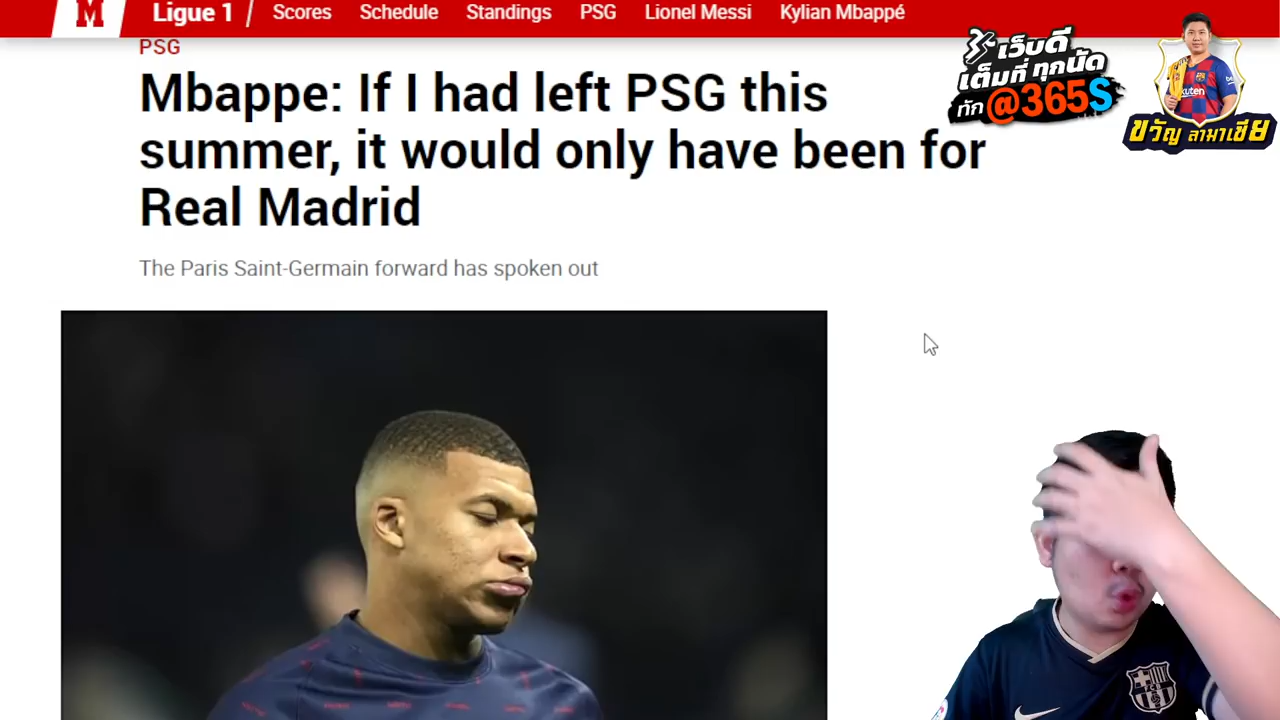 M
Ligue 1
Scores
Schedule
Standings
PSG
Lionel Messi
Kylian Mbappé
PSG
Mbappe: If I had left PSG this
summer, it would only have been for
Real Madrid
The Paris Saint-Germain forward has spoken out
เว็บดี
เต็มที่ ทุกนัด
ทัก @365S
ขวัญ ลามาเซีย